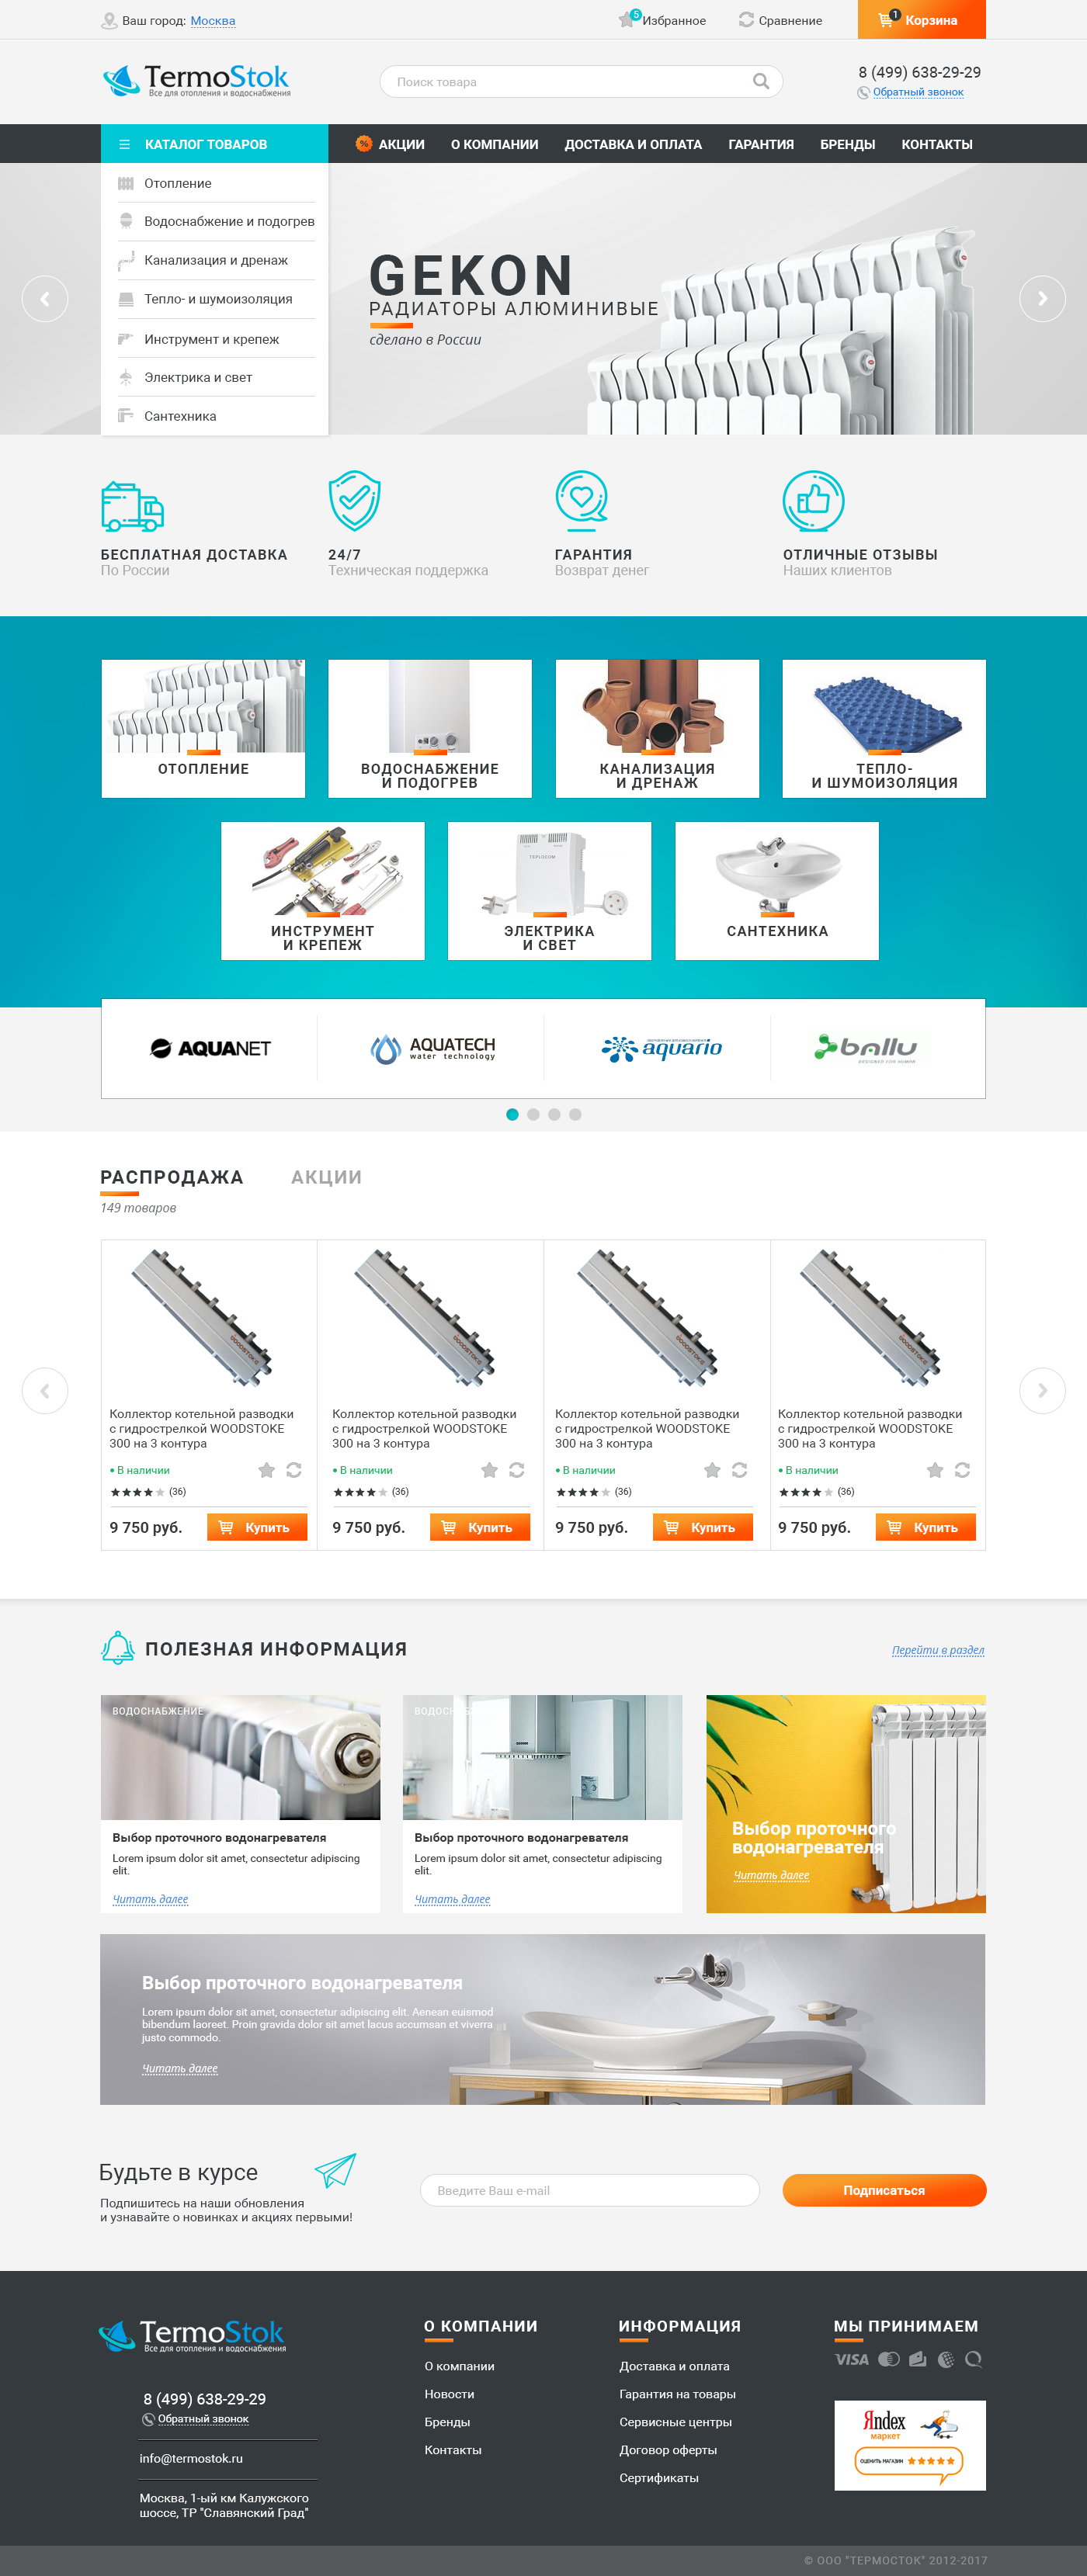 Ваш город: Москва
5
Избранное
Сравнение
1
Корзина
TermoStok
Все для отопления и водоснабжения
Поиск товара
8 (499) 638-29-29
Обратный звонок
КАТАЛОГ ТОВАРОВ
%
АКЦИИ
О КОМПАНИИ
ДОСТАВКА И ОПЛАТА
ГАРАНТИЯ
БРЕНДЫ
КОНТАКТЫ
Отопление
Водоснабжение и подогрев
Канализация и дренаж
Тепло- и шумоизоляция
Инструмент и крепеж
Электрика и свет
Сантехника
GEKON
РАДИАТОРЫ АЛЮМИНИВЫЕ
сделано в России
БЕСПЛАТНАЯ ДОСТАВКА
По России
24/7
Техническая поддержка
ГАРАНТИЯ
Возврат денег
ОТЛИЧНЫЕ ОТЗЫВЫ
Наших клиентов
ОТОПЛЕНИЕ
ВОДОСНАБЖЕНИЕ
И ПОДОГРЕВ
КАНАЛИЗАЦИЯ
И ДРЕНАЖ
ТЕПЛО-
И ШУМОИЗОЛЯЦИЯ
TEPLOCOM
ИНСТРУМЕНТ
И КРЕПЕЖ
ЭЛЕКТРИКА
И СВЕТ
САНТЕХНИКА
AQUANET
AQUATECH
water technology
aquario
ballu
РАСПРОДАЖА
АКЦИИ
149 товаров
WOODSTOKE
WOODSTOKE
WOODSTOKE
WOODSTOKE
Коллектор котельной разводки
с гидрострелкой WOODSTOKE
300 на 3 контура
В наличии
(36)
9 750 руб.
Купить
Коллектор котельной разводки
с гидрострелкой WOODSTOKE
300 на 3 контура
В наличии
(36)
9 750 руб.
Купить
Коллектор котельной разводки
с гидрострелкой WOODSTOKE
300 на 3 контура
В наличии
(36)
9 750 руб.
Купить
Коллектор котельной разводки
с гидрострелкой WOODSTOKE
300 на 3 контура
В наличии
(36)
9 750 руб.
Купить
ПОЛЕЗНАЯ ИНФОРМАЦИЯ
Перейти в раздел
ВОДОСНАБЖЕНИЕ
Выбор проточного водонагревателя
Lorem ipsum dolor sit amet, consectetur adipiscing
elit.
Читать далее
Выбор проточного водонагревателя
Lorem ipsum dolor sit amet, consectetur adipiscing
elit.
Читать далее
Выбор проточного
водонагревателя
Читать далее
Выбор проточного водонагревателя
Lorem ipsum dolor sit amet, consectetur adipiscing elit. Aenean euismod
bibendum laoreet. Proin gravida dolor sit amet lacus accumsan et viverra
justo commodo.
Читать далее
Будьте в курсе
Подпишитесь на наши обновления
и узнавайте о новинках и акциях первыми!
Введите Ваш e-mail
Подписаться
TermoStok
Все для отопления и водоснабжения
8 (499) 638-29-29
Обратный звонок
info@termostok.ru
Москва, 1-ый км Калужского
шоссе, ТР "Славянский Град"
О КОМПАНИИ
О компании
Новости
Бренды
Контакты
ИНФОРМАЦИЯ
Доставка и оплата
Гарантия на товары
Сервисные центры
Договор оферты
Сертификаты
МЫ ПРИНИМАЕМ
VISA
Яndex
маркет
ОЦЕНИТЬ МАГАЗИН
© ООО "ТЕРМОСТОК" 2012-2017